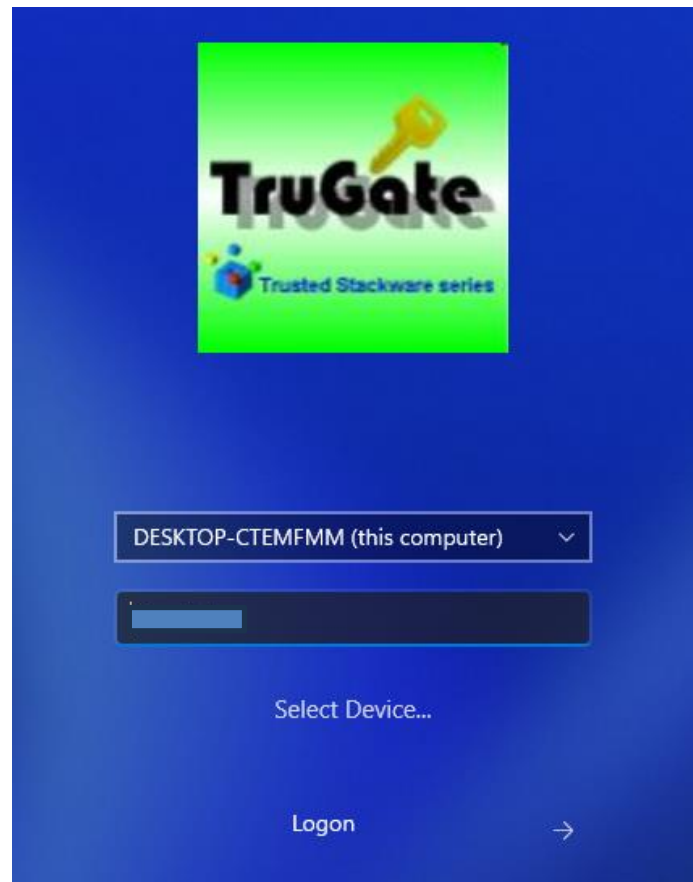 TruGate
Trusted Stackware series
DESKTOP-CTEMFMM (this computer)
Select Device...
Logon